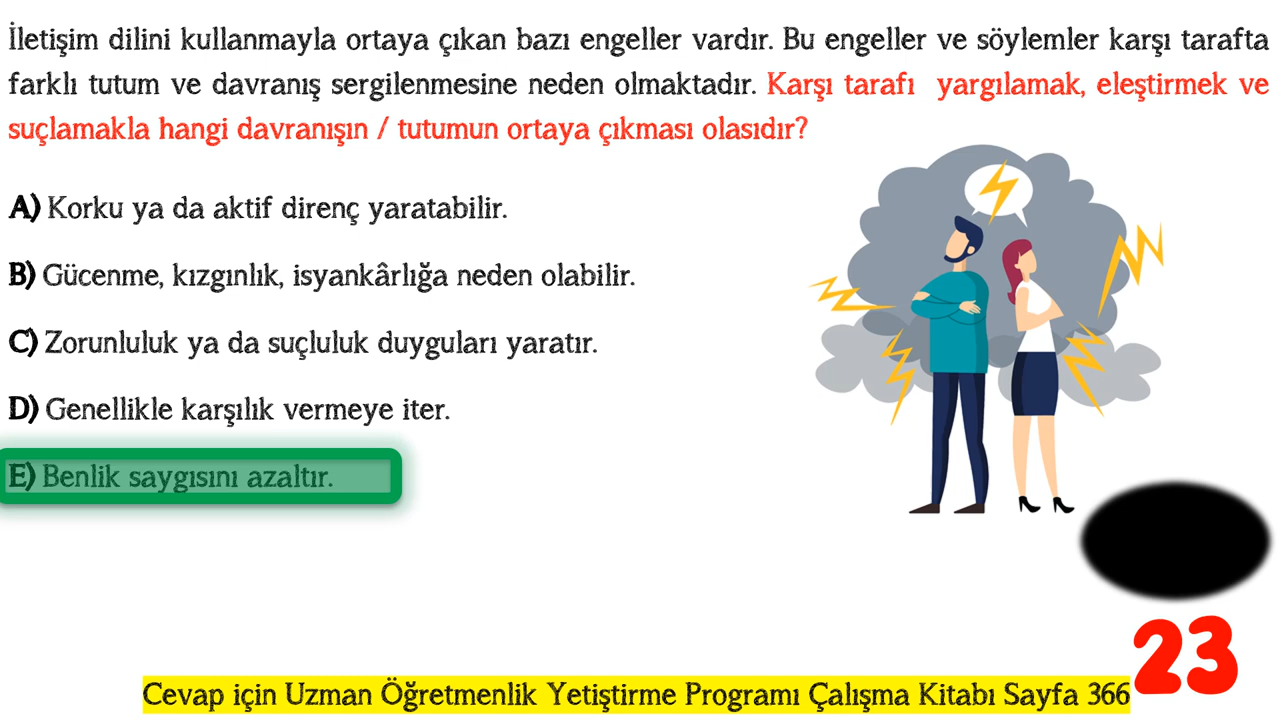 İletişim dilini kullanmayla ortaya çıkan bazı engeller vardır. Bu engeller ve söylemler karşı tarafta
farklı tutum ve davranış sergilenmesine neden olmaktadır. Karşı tarafı yargılamak, eleştirmek ve
suçlamakla hangi davranışın / tutumun ortaya çıkması olasıdır?
A) Korku ya da aktif direnç yaratabilir.
B) Gücenme, kızgınlık, isyankârlığa neden olabilir.
C) Zorunluluk ya da suçluluk duyguları yaratır.
D) Genellikle karşılık vermeye iter.
E) Benlik saygısını azaltır.
23
Cevap için Uzman Öğretmenlik Yetiştirme Programı Çalışma Kitabı Sayfa 366